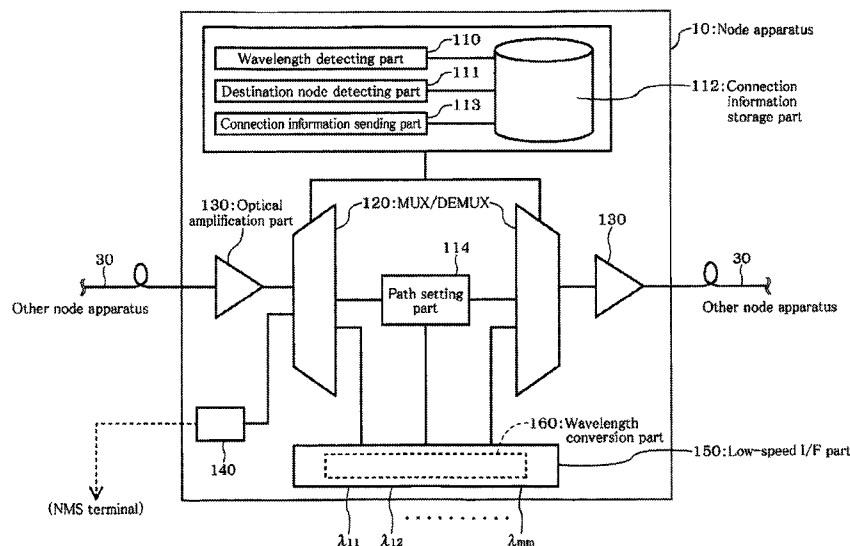 110
Wavelength detecting part
111
Destination node detecting part
113
Connection information sending part
10:Node apparatus
112:Connection
information
storage part
130:Optical
amplification part
120:MUX/DEMUX
130
114
Path setting
part
30
Other node apparatus
30
Other node apparatus
160:Wavelength
conversion part
150:Low-speed I/F part
140
(NMS terminal)
λ11 λ12 ········· λmm